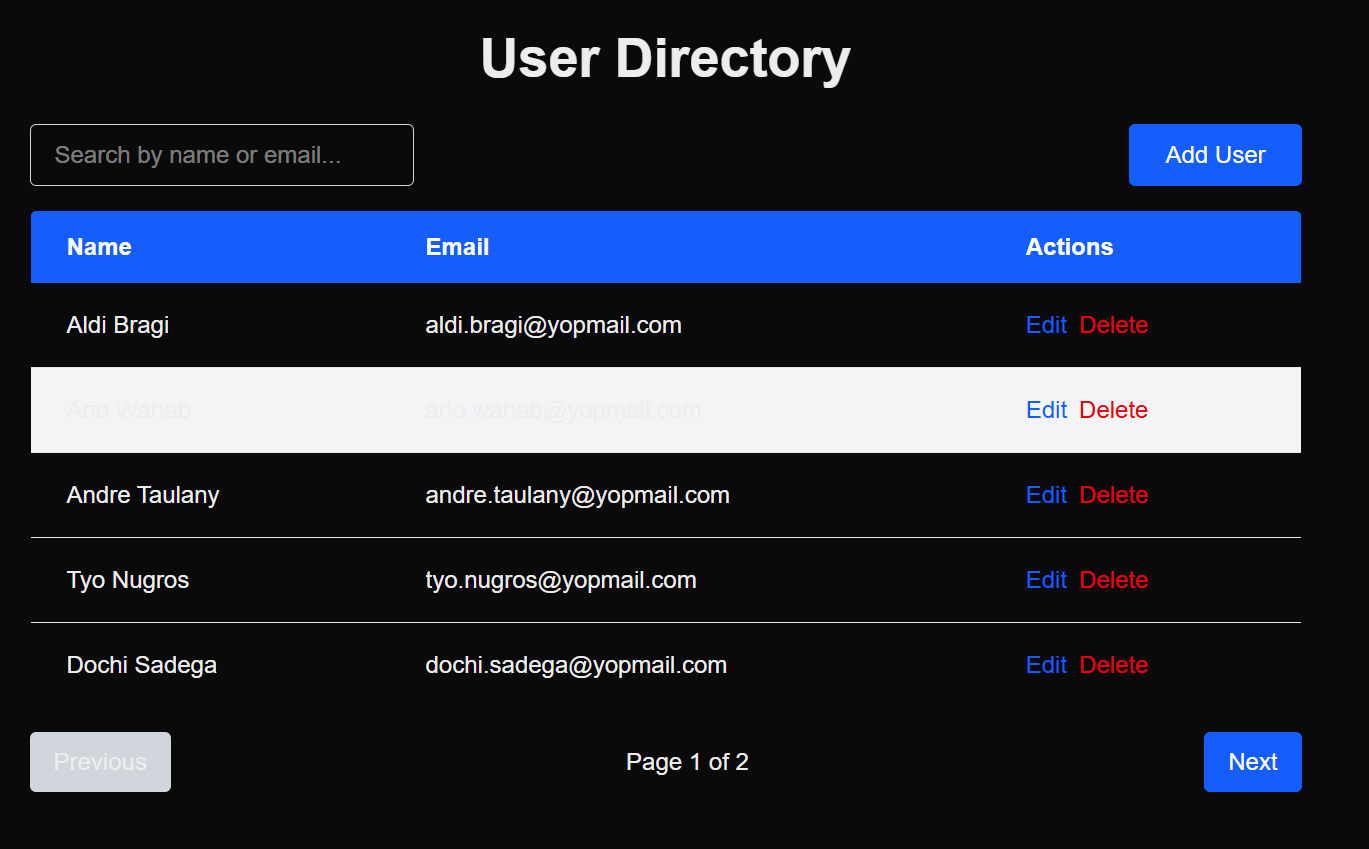 User Directory
Search by name or email...
Add User
Name Email Actions
Aldi Bragi aldi.bragi@yopmail.com Edit Delete
Ario Wahab ario.wahab@yopmail.com Edit Delete
Andre Taulany andre.taulany@yopmail.com Edit Delete
Tyo Nugros tyo.nugros@yopmail.com Edit Delete
Dochi Sadega dochi.sadega@yopmail.com Edit Delete
Previous Page 1 of 2 Next